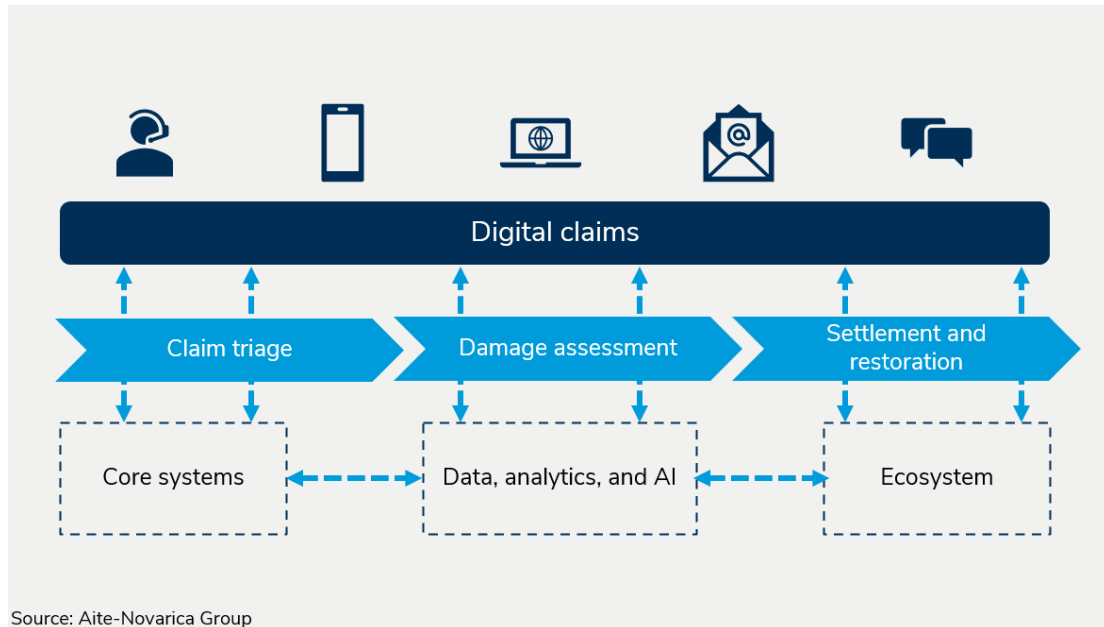 @
Digital claims
Claim triage
Damage assessment
Settlement and
restoration
Core systems
Data, analytics, and AI
Ecosystem
Source: Aite-Novarica Group